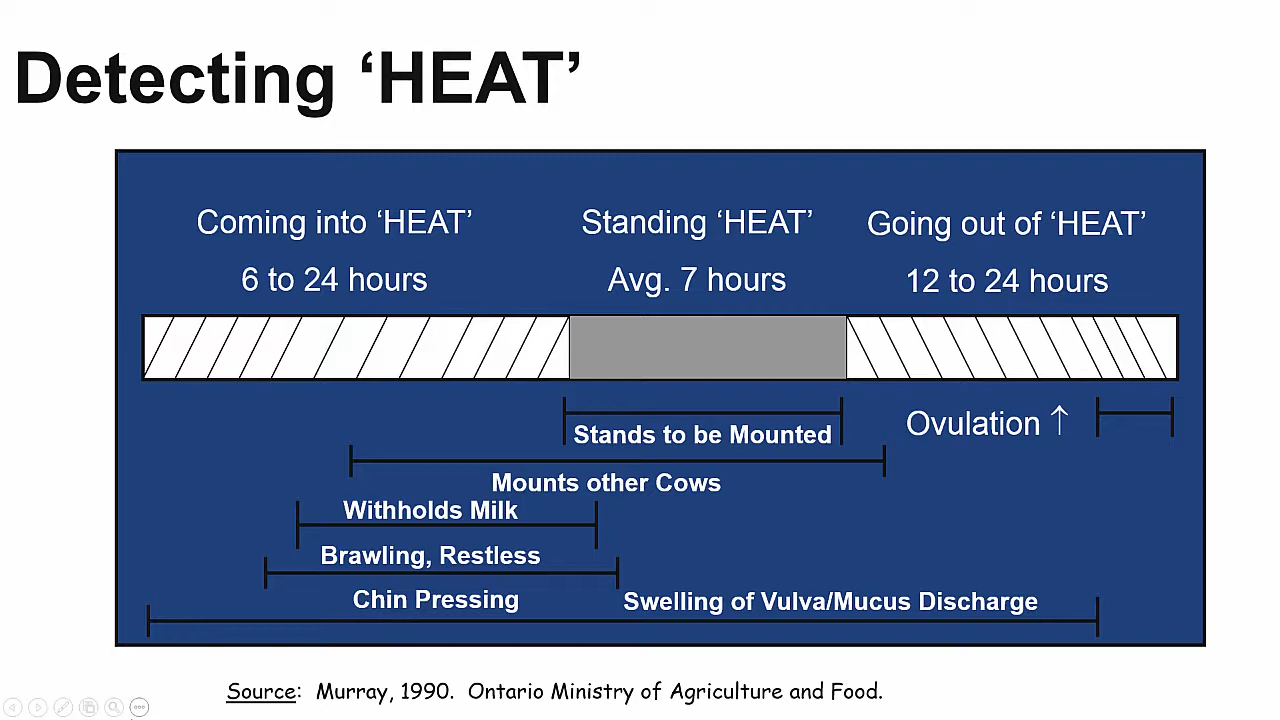 Detecting ‘HEAT’
Coming into ‘HEAT’
6 to 24 hours
Standing ‘HEAT’
Avg. 7 hours
Going out of ‘HEAT’
12 to 24 hours
Ovulation ↑
Stands to be Mounted
Mounts other Cows
Withholds Milk
Brawling, Restless
Chin Pressing
Swelling of Vulva/Mucus Discharge
Source: Murray, 1990. Ontario Ministry of Agriculture and Food.